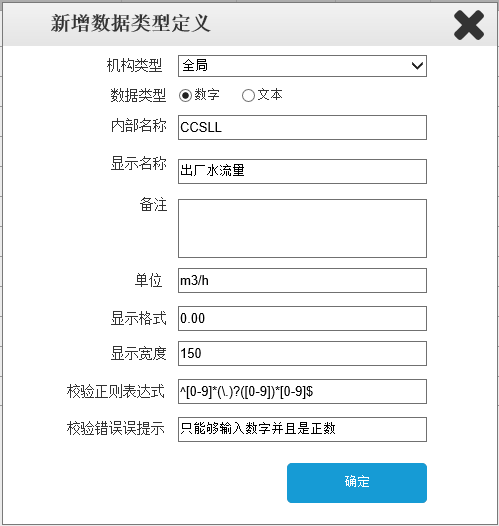 新增数据类型定义
机构类型 全局
数据类型 数字 文本
内部名称 CCSLL
显示名称 出厂水流量
备注
单位 m3/h
显示格式 0.00
显示宽度 150
校验正则表达式 ^[0-9]*(\.)?([0-9])*[0-9]$
校验错误误提示 只能够输入数字并且是正数
确定